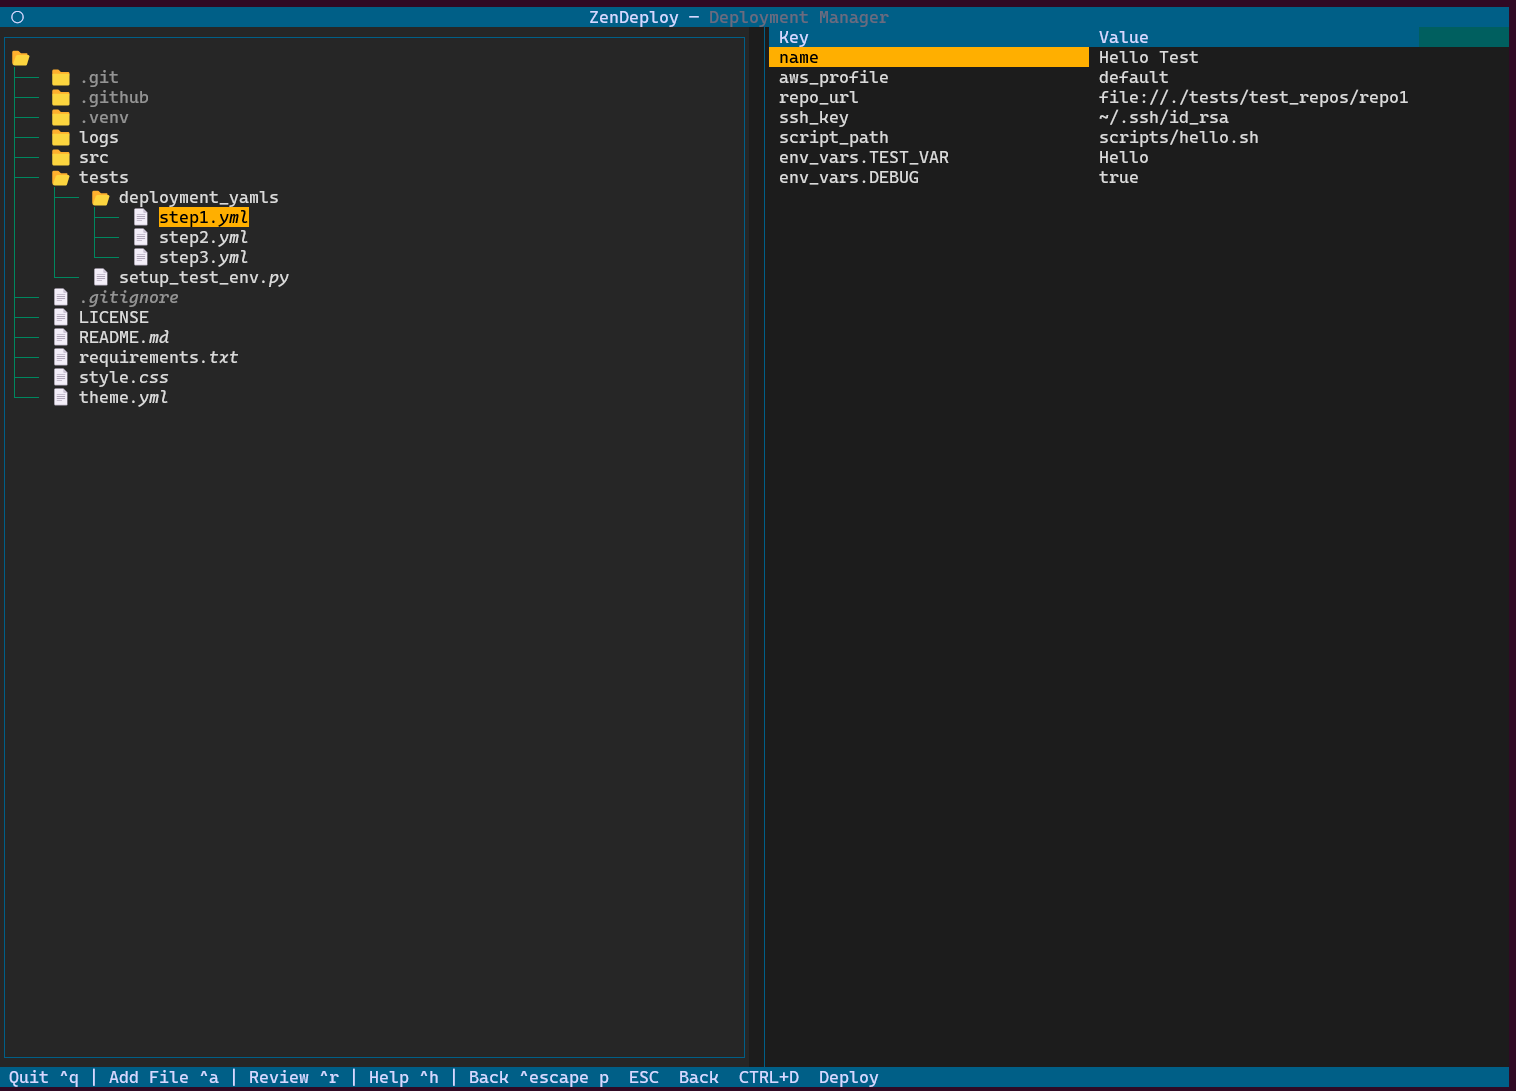 ZenDeploy — Deployment Manager
.git
.github
.venv
logs
src
tests
deployment_yamls
step1.yml
step2.yml
step3.yml
setup_test_env.py
.gitignore
LICENSE
README.md
requirements.txt
style.css
theme.yml
Key Value
name Hello Test
aws_profile default
repo_url file://./tests/test_repos/repo1
ssh_key ~/.ssh/id_rsa
script_path scripts/hello.sh
env_vars.TEST_VAR Hello
env_vars.DEBUG true
Quit ^q | Add File ^a | Review ^r | Help ^h | Back ^escape p ESC Back CTRL+D Deploy